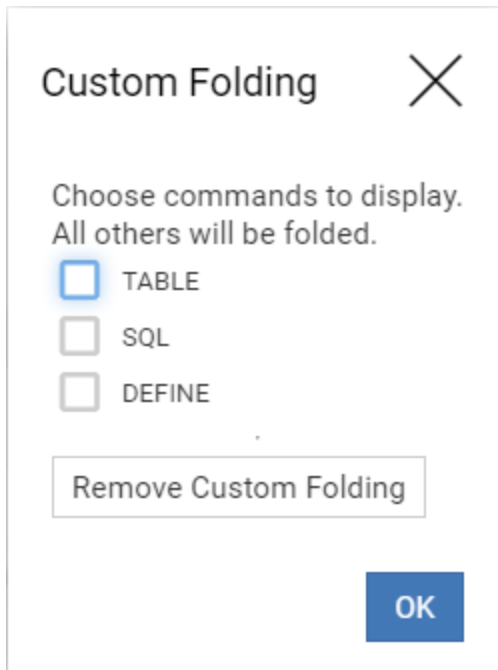 Custom Folding
Choose commands to display.
All others will be folded.
TABLE
SQL
DEFINE
Remove Custom Folding
OK